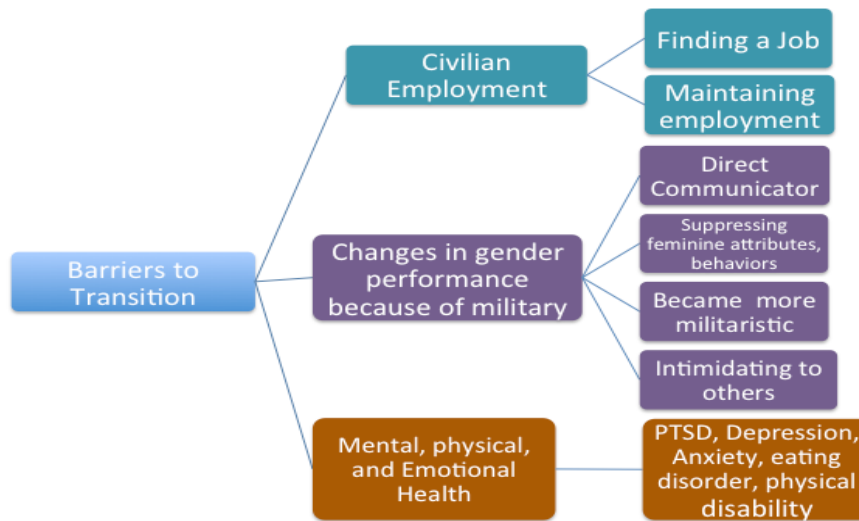 Barriers to
Transition
Civilian
Employment
Finding a Job
Maintaining
employment
Changes in gender
performance
because of military
Direct
Communicator
Suppressing
feminine attributes,
behaviors
Became more
militaristic
Intimidating to
others
Mental, physical,
and Emotional
Health
PTSD, Depression,
Anxiety, eating
disorder, physical
disability